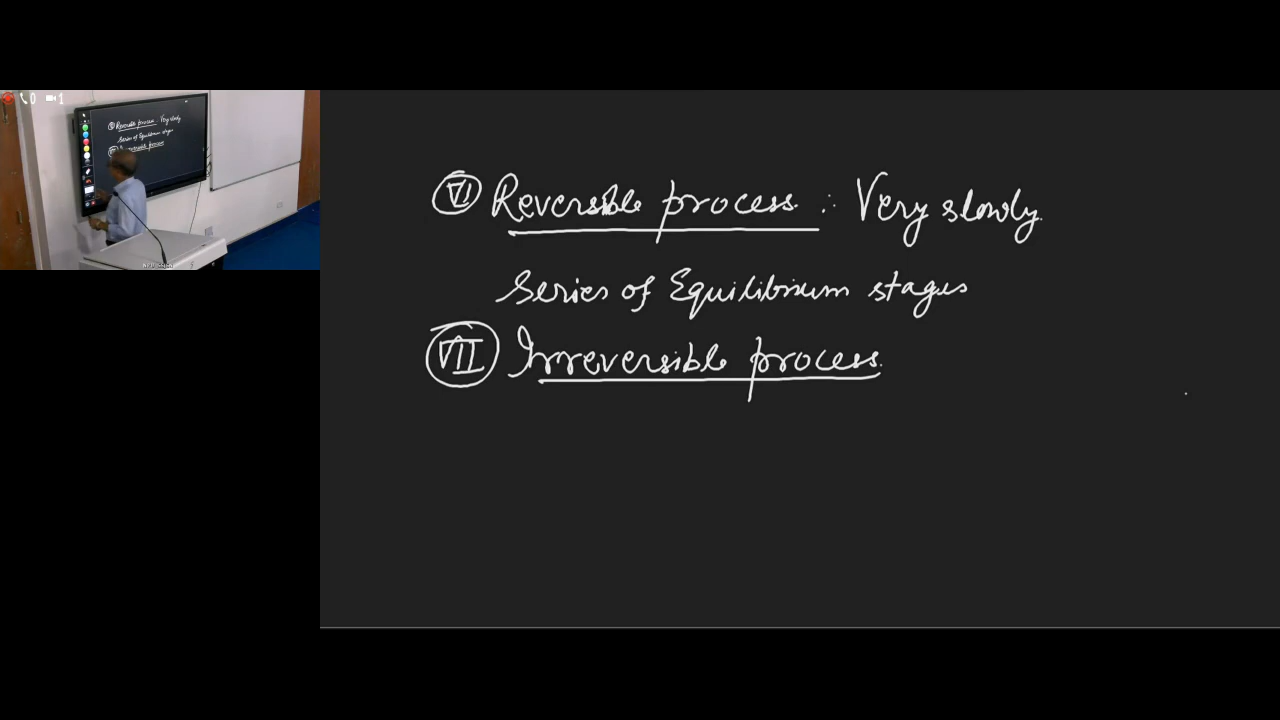 VI Reversible process : Very slowly.
Series of Equilibrium stages
VII Irreversible process.